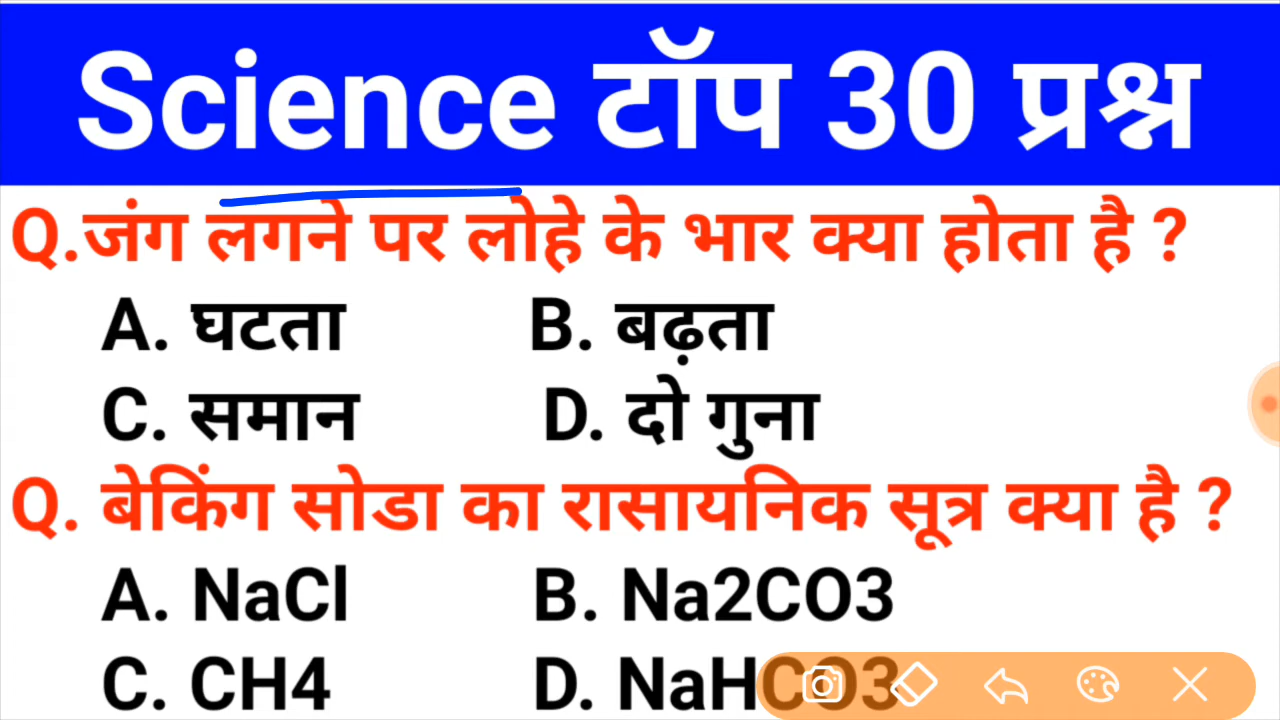 Science टॉप 30 प्रश्न
Q.जंग लगने पर लोहे के भार क्या होता है ?
A. घटता B. बढ़ता
C. समान D. दो गुना
Q. बेकिंग सोडा का रासायनिक सूत्र क्या है ?
A. NaCl B. Na2CO3
C. CH4 D. NaHCO3